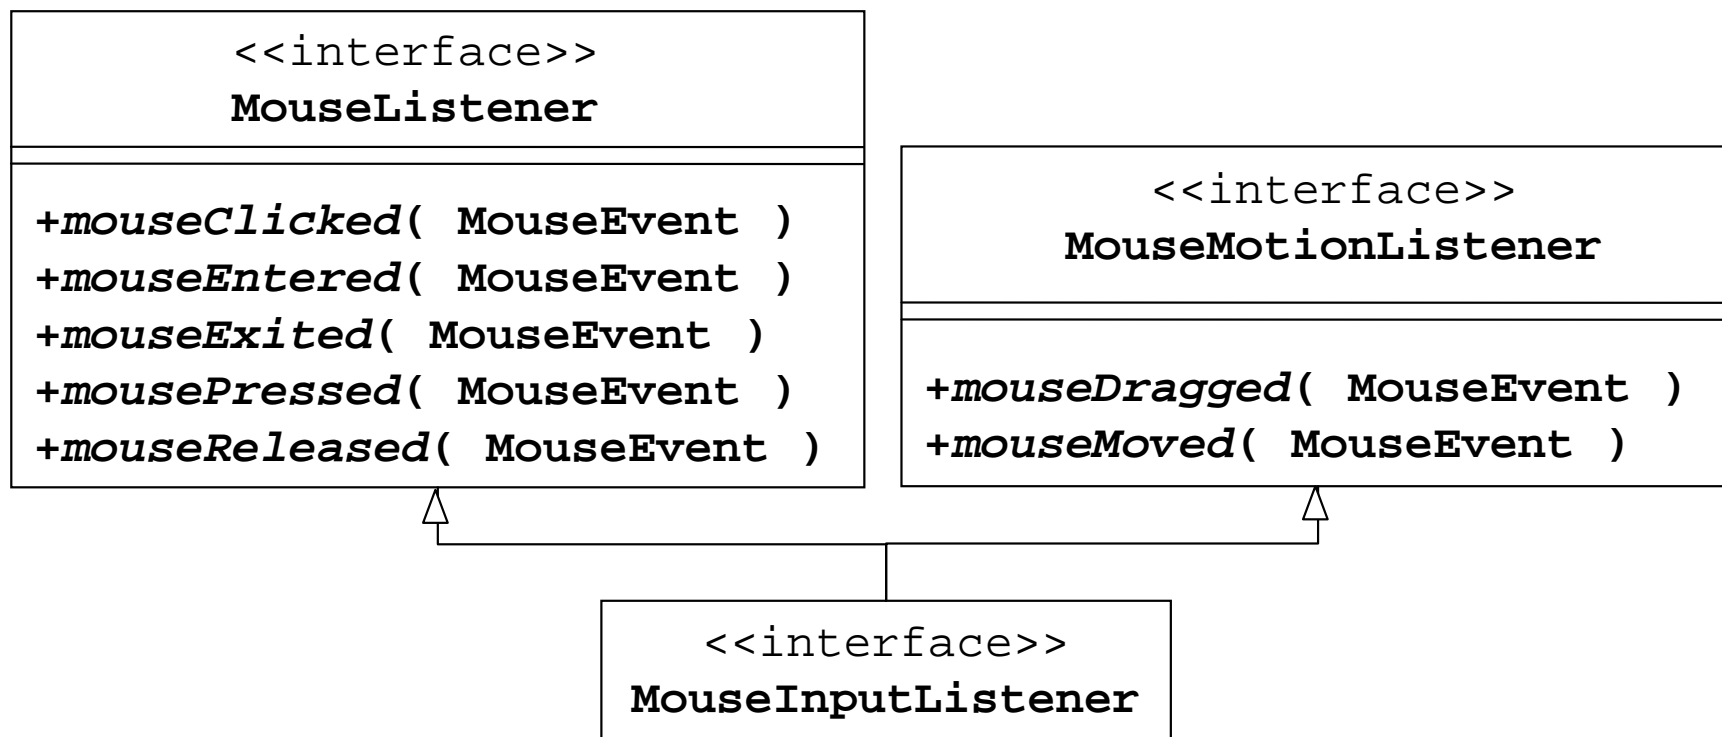 <<interface>>
MouseListener
+mouseClicked( MouseEvent )
+mouseEntered( MouseEvent )
+mouseExited( MouseEvent )
+mousePressed( MouseEvent )
+mouseReleased( MouseEvent )
<<interface>>
MouseMotionListener
+mouseDragged( MouseEvent )
+mouseMoved( MouseEvent )
<<interface>>
MouseInputListener